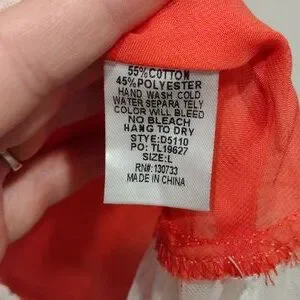 55% COTTON
45% POLYESTER
HAND WASH COLD
WATER SEPARA TELY
COLOR WILL BLEED
NO BLEACH
HANG TO DRY
STYE:D5110
PO: TL19627
SIZE:L
RN#: 130733
MADE IN CHINA